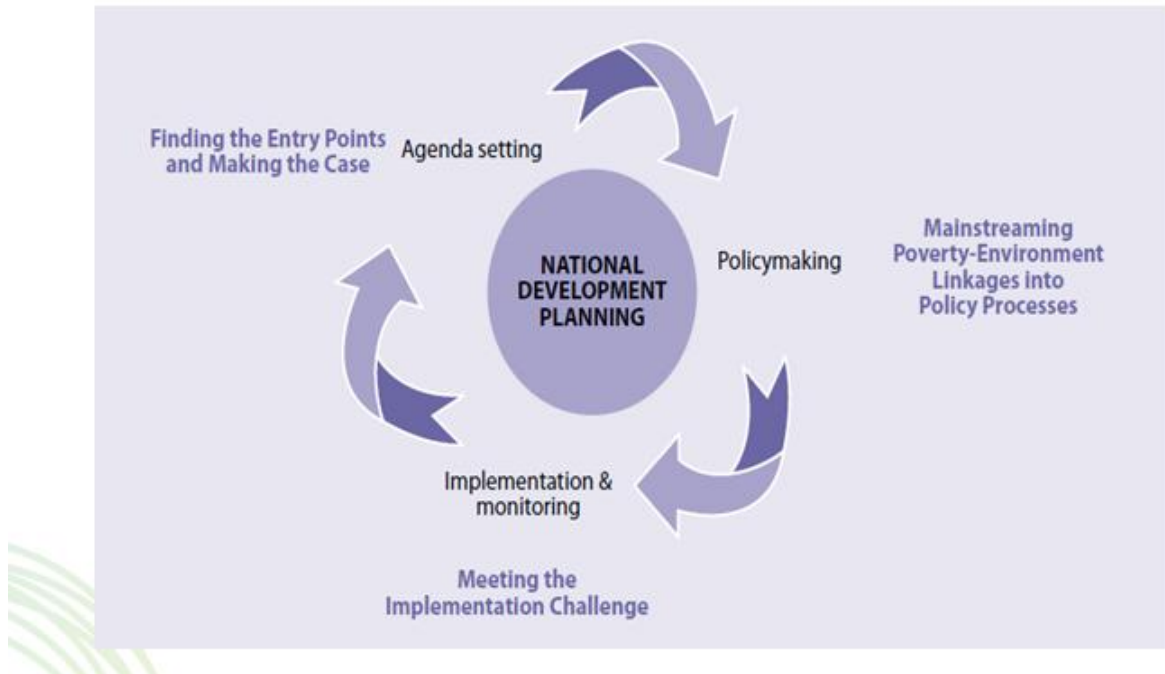 Finding the Entry Points
and Making the Case
Agenda setting
NATIONAL
DEVELOPMENT
PLANNING
Policymaking
Mainstreaming
Poverty-Environment
Linkages into
Policy Processes
Implementation &
monitoring
Meeting the
Implementation Challenge